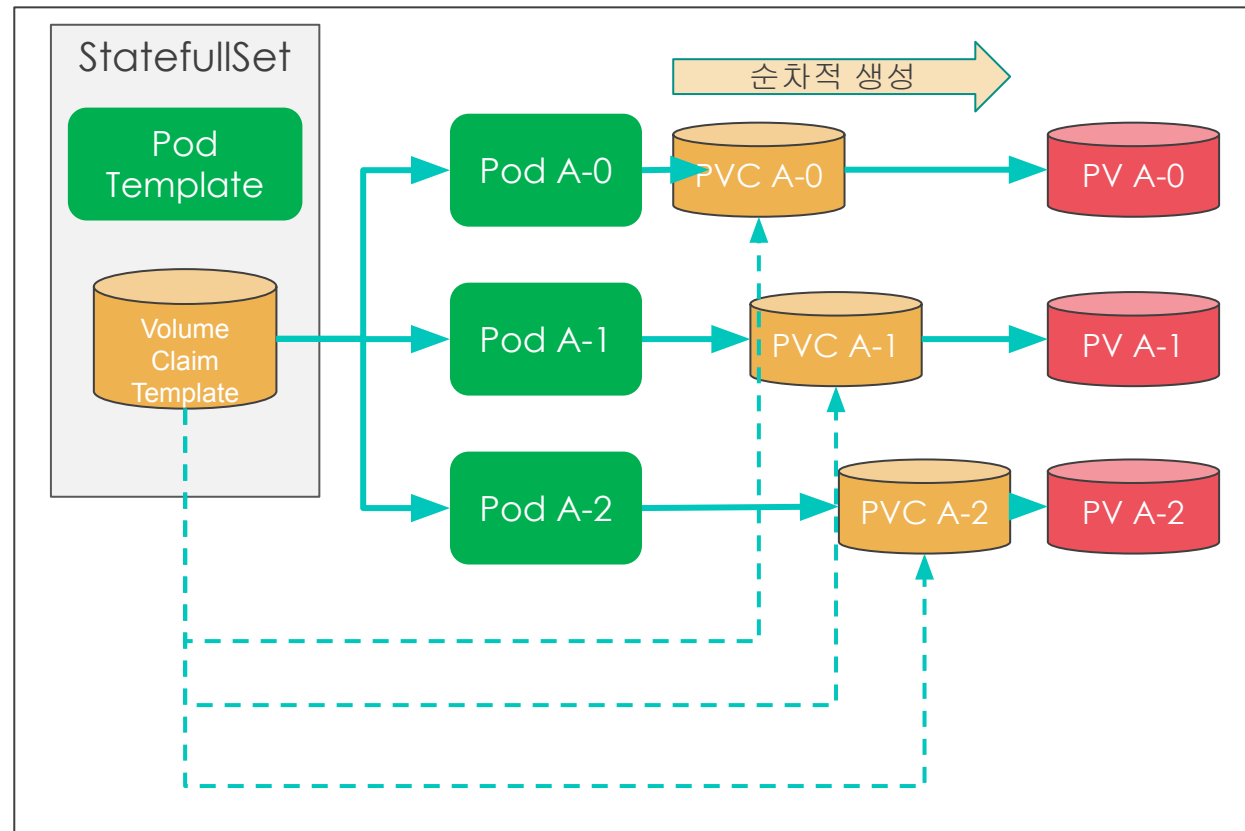 StatefullSet
순차적 생성
Pod
Template
Pod A-0
PVC A-0
PV A-0
Volume
Claim
Template
Pod A-1
PVC A-1
PV A-1
Pod A-2
PVC A-2
PV A-2